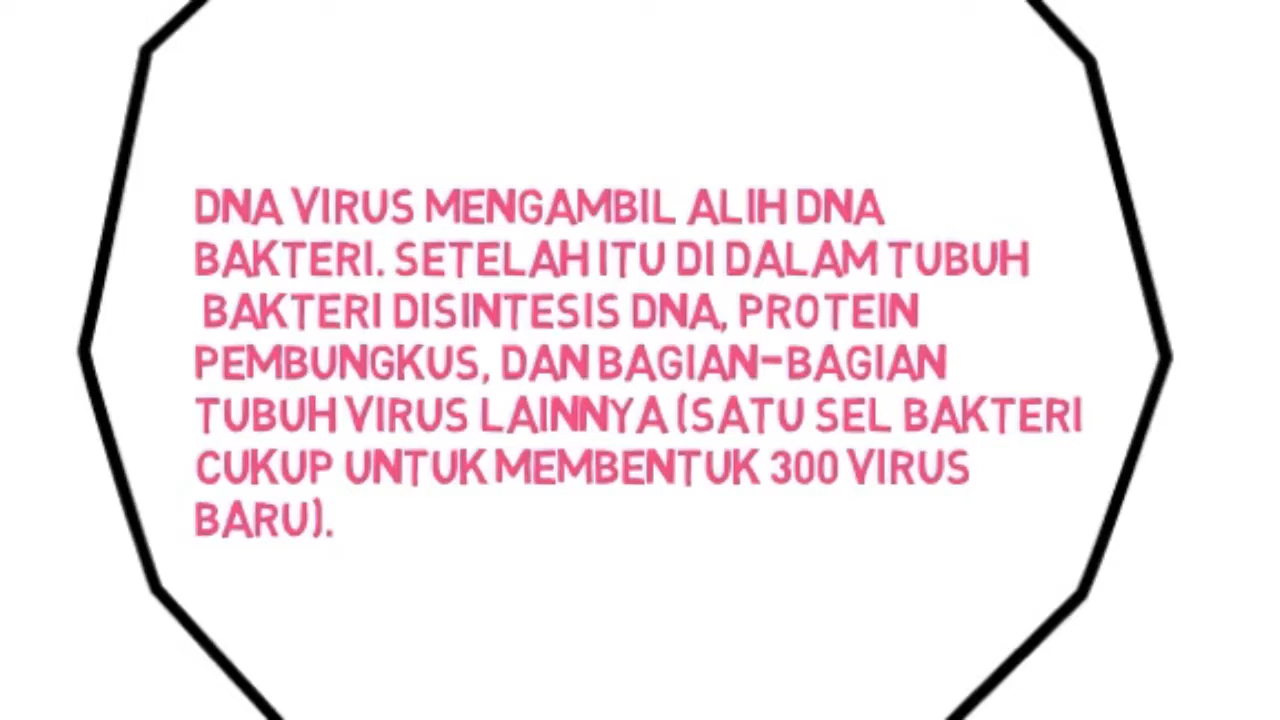 DNA VIRUS MENGAMBIL ALIH DNA
BAKTERI. SETELAH ITU DI DALAM TUBUH
BAKTERI DISINTESIS DNA, PROTEIN
PEMBUNGKUS, DAN BAGIAN-BAGIAN
TUBUH VIRUS LAINNYA (SATU SEL BAKTERI
CUKUP UNTUK MEMBENTUK 300 VIRUS
BARU).